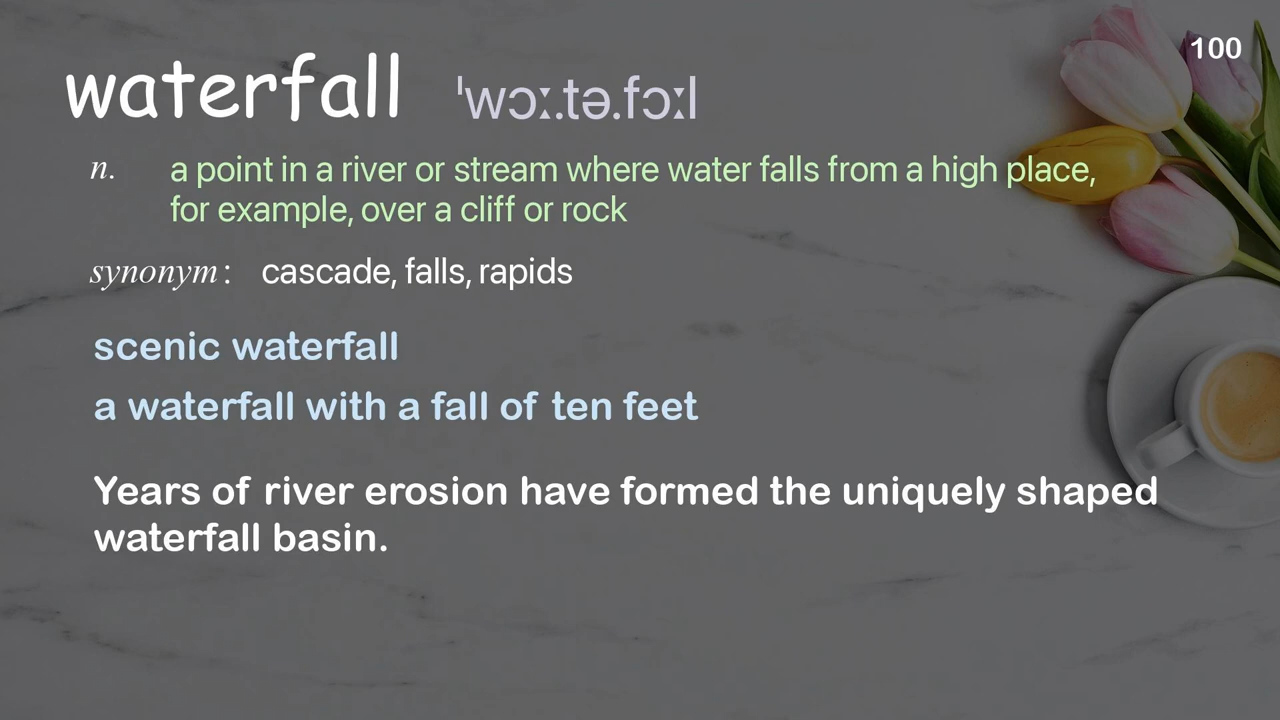 100
waterfall ˈwɔː.tə.fɔːl
n. a point in a river or stream where water falls from a high place,
for example, over a cliff or rock
synonym: cascade, falls, rapids
scenic waterfall
a waterfall with a fall of ten feet
Years of river erosion have formed the uniquely shaped
waterfall basin.